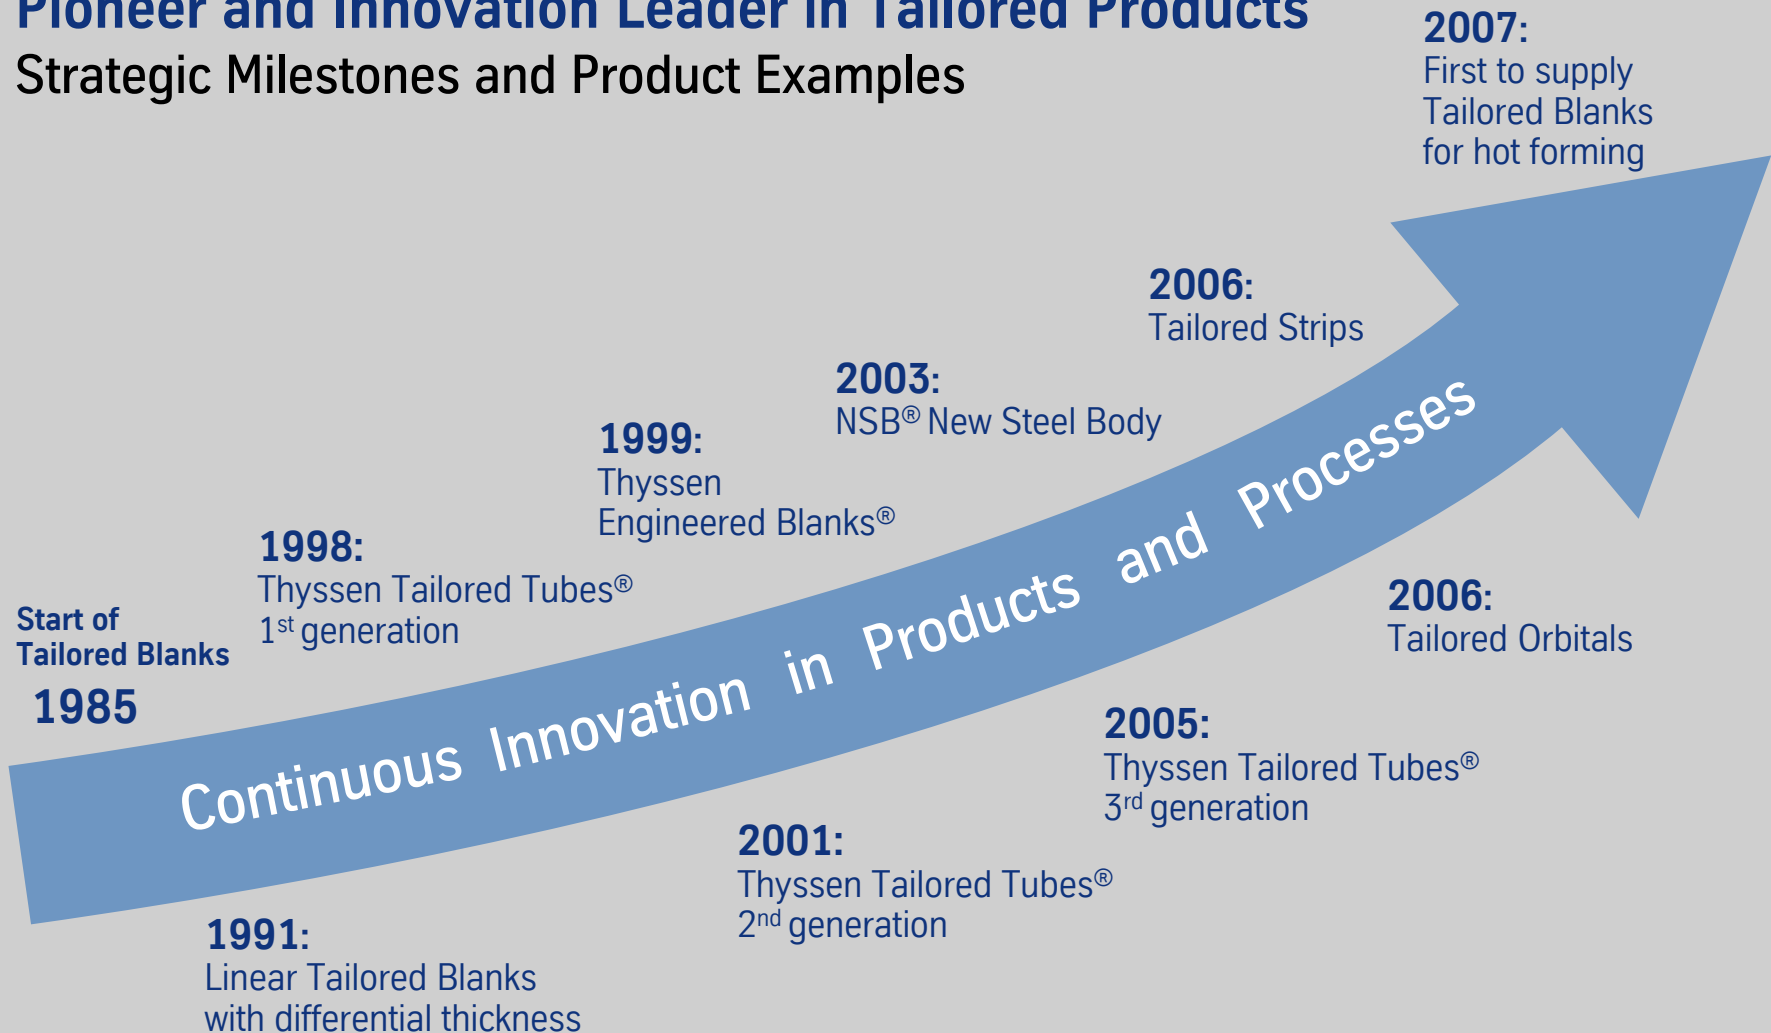 Pioneer and Innovation Leader in Tailored Products
Strategic Milestones and Product Examples
2007:
First to supply
Tailored Blanks
for hot forming
2006:
Tailored Strips
2003:
NSB® New Steel Body
1999:
Thyssen
Engineered Blanks®
1998:
Thyssen Tailored Tubes®
1st generation
Start of
Tailored Blanks
1985
Continuous Innovation in Products and Processes
2006:
Tailored Orbitals
2005:
Thyssen Tailored Tubes®
3rd generation
2001:
Thyssen Tailored Tubes®
2nd generation
1991:
Linear Tailored Blanks
with differential thickness